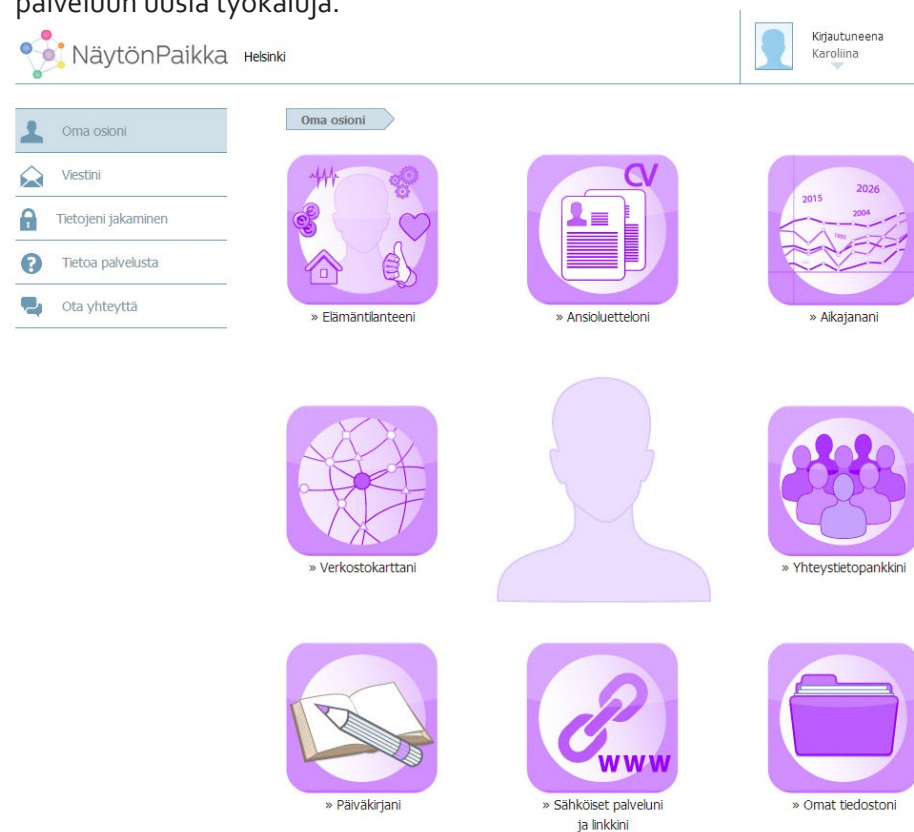 palveluun uusia työkaluja.
NäytönPaikka Helsinki
Kirjautuneena
Karoliina
Oma osioni
Viestini
Tietojeni jakaminen
Tietoa palvelusta
Ota yhteyttä
Oma osioni
CV
2015
2026
2004
» Elämäntilanteeni
» Ansioluetteloni
» Aikajanani
» Verkostokarttani
» Yhteystietopankkini
www
» Päiväkirjani
» Sähköiset palveluni
ja linkkini
» Omat tiedostoni